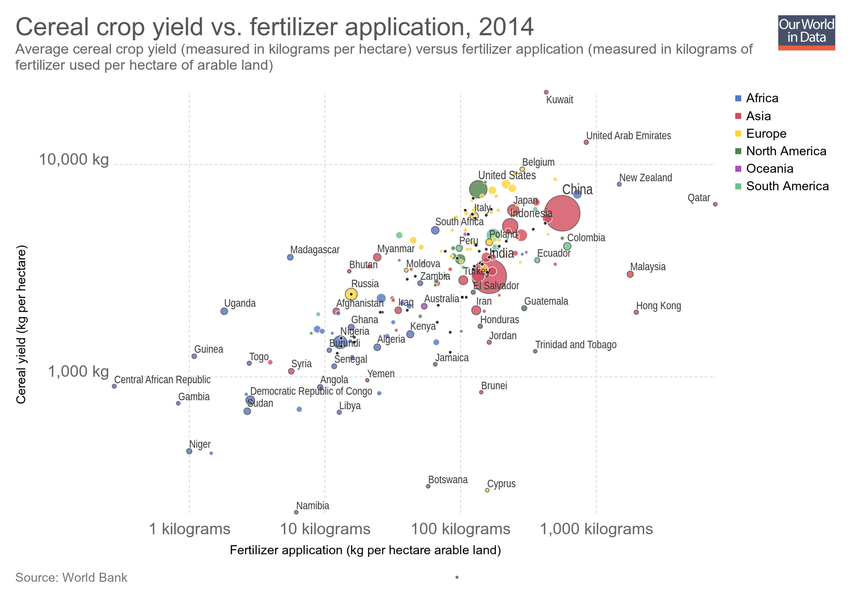 Cereal crop yield vs. fertilizer application, 2014
Average cereal crop yield (measured in kilograms per hectare) versus fertilizer application (measured in kilograms of
fertilizer used per hectare of arable land)
Our World
in Data
Kuwait
Africa
Asia
Europe
North America
Oceania
South America
United Arab Emirates
10,000 kg
Belgium
United States
New Zealand
China
Qatar
Japan
Italy
Indonesia
South Africa
Poland
Colombia
Peru
Madagascar
Myanmar
India
Ecuador
Bhutan
Moldova
Turkey
Malaysia
Zambia
Russia
El Salvador
Uganda
Afghanistan
Iraq
Australia
Iran
Guatemala
Hong Kong
Ghana
Honduras
Nigeria
Kenya
Burundi
Algeria
Jordan
Trinidad and Tobago
Guinea
Togo
Senegal
Jamaica
Syria
1,000 kg
Central African Republic
Angola
Yemen
Brunei
Democratic Republic of Congo
Gambia
Sudan
Libya
Niger
Botswana
Cyprus
Namibia
1 kilograms
10 kilograms
100 kilograms
1,000 kilograms
Cereal yield (kg per hectare)
Fertilizer application (kg per hectare arable land)
Source: World Bank